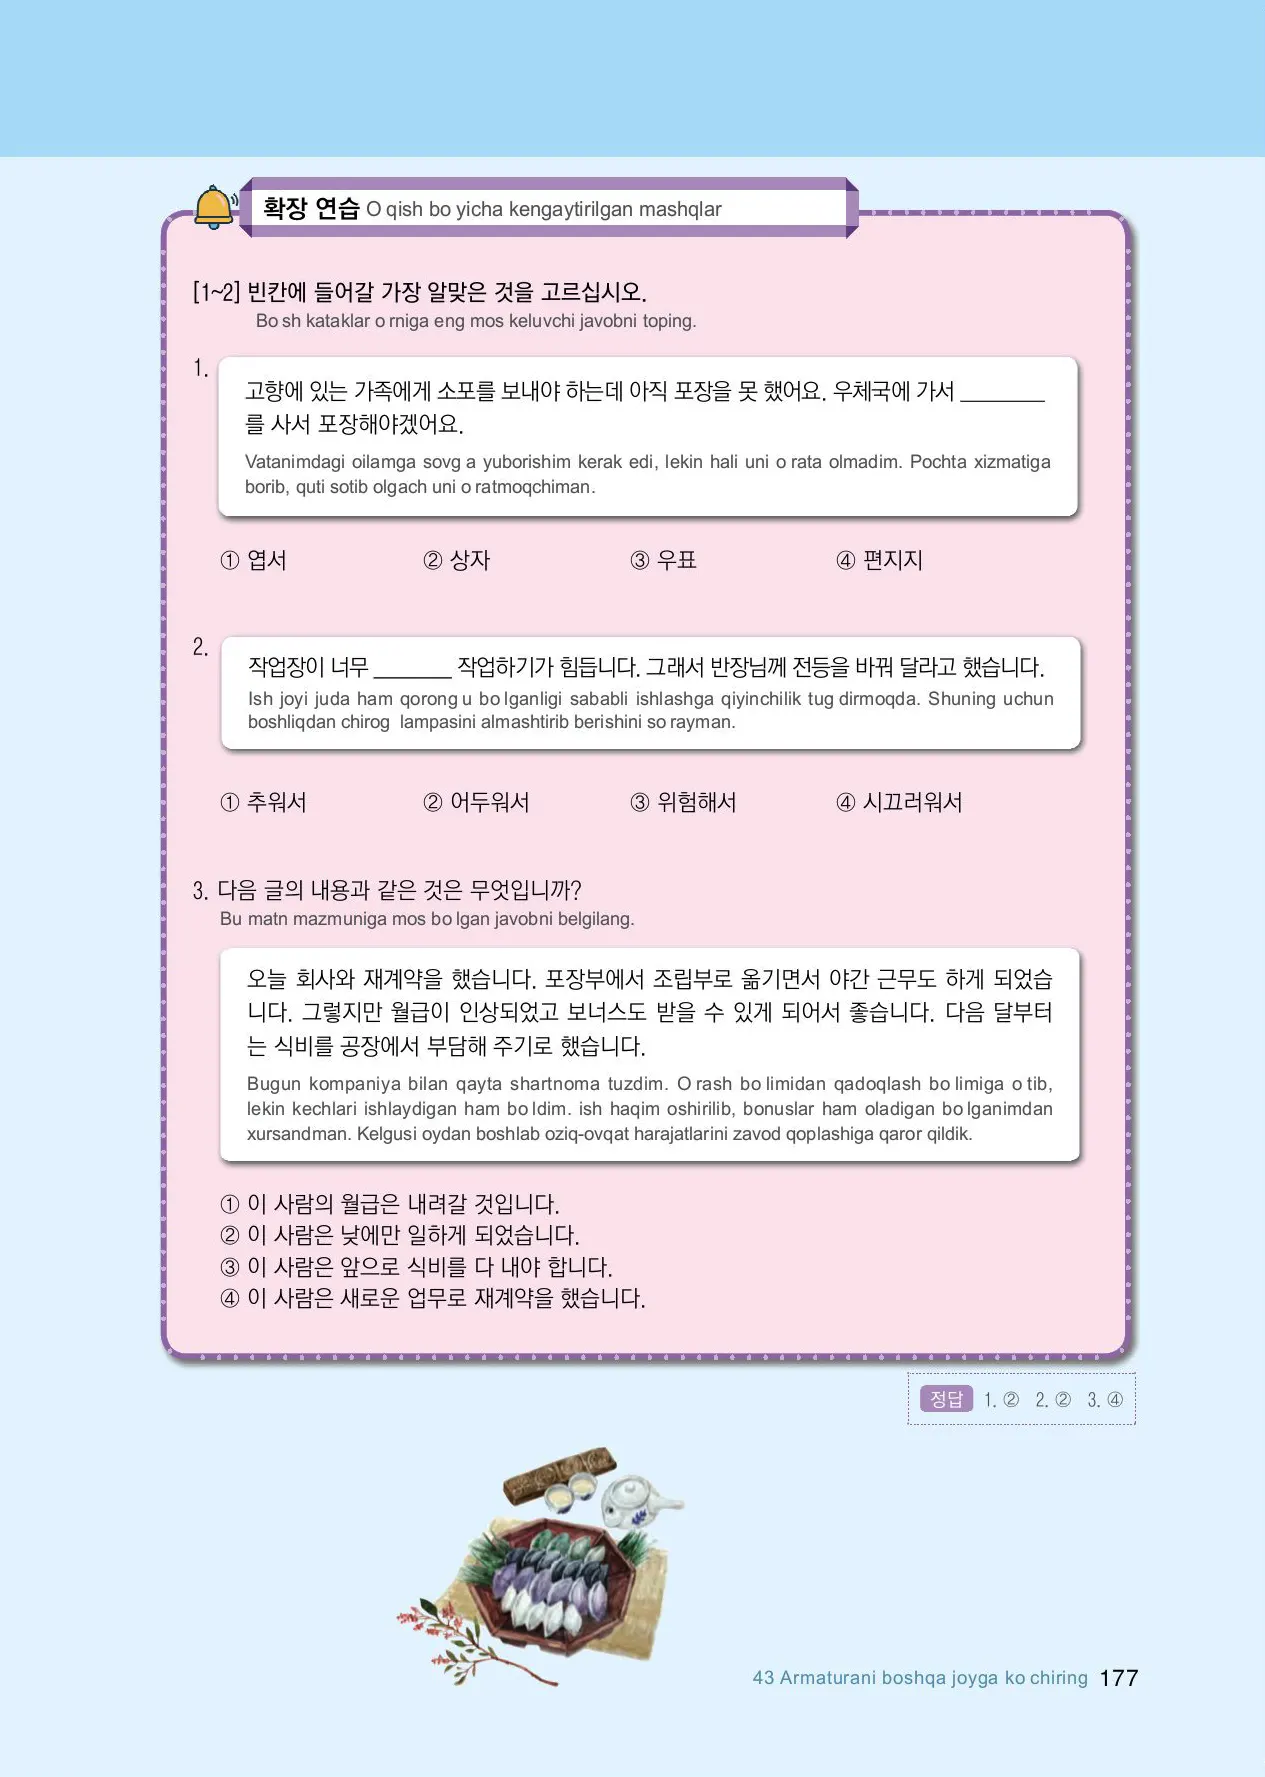 확장 연습 O qish bo yicha kengaytirilgan mashqlar
[1~2] 빈칸에 들어갈 가장 알맞은 것을 고르십시오.
Bo sh kataklar o rniga eng mos keluvchi javobni toping.
1.
고향에 있는 가족에게 소포를 보내야 하는데 아직 포장을 못 했어요. 우체국에 가서 ________
를 사서 포장해야겠어요.
Vatanimdagi oilamga sovg a yuborishim kerak edi, lekin hali uni o rata olmadim. Pochta xizmatiga
borib, quti sotib olgach uni o ratmoqchiman.
① 엽서 ② 상자 ③ 우표 ④ 편지지
2.
작업장이 너무 ________ 작업하기가 힘듭니다. 그래서 반장님께 전등을 바꿔 달라고 했습니다.
Ish joyi juda ham qorong u bo lganligi sababli ishlashga qiyinchilik tug dirmoqda. Shuning uchun
boshliqdan chirog lampasini almashtirib berishini so rayman.
① 추워서 ② 어두워서 ③ 위험해서 ④ 시끄러워서
3. 다음 글의 내용과 같은 것은 무엇입니까?
Bu matn mazmuniga mos bo lgan javobni belgilang.
오늘 회사와 재계약을 했습니다. 포장부에서 조립부로 옮기면서 야간 근무도 하게 되었습
니다. 그렇지만 월급이 인상되었고 보너스도 받을 수 있게 되어서 좋습니다. 다음 달부터
는 식비를 공장에서 부담해 주기로 했습니다.
Bugun kompaniya bilan qayta shartnoma tuzdim. O rash bo limidan qadoqlash bo limiga o tib,
lekin kechlari ishlaydigan ham bo ldim. ish haqim oshirilib, bonuslar ham oladigan bo lganimdan
xursandman. Kelgusi oydan boshlab oziq-ovqat harajatlarini zavod qoplashiga qaror qildik.
① 이 사람의 월급은 내려갈 것입니다.
② 이 사람은 낮에만 일하게 되었습니다.
③ 이 사람은 앞으로 식비를 다 내야 합니다.
④ 이 사람은 새로운 업무로 재계약을 했습니다.
정답 1. ② 2. ② 3. ④
43 Armaturani boshqa joyga ko chiring 177